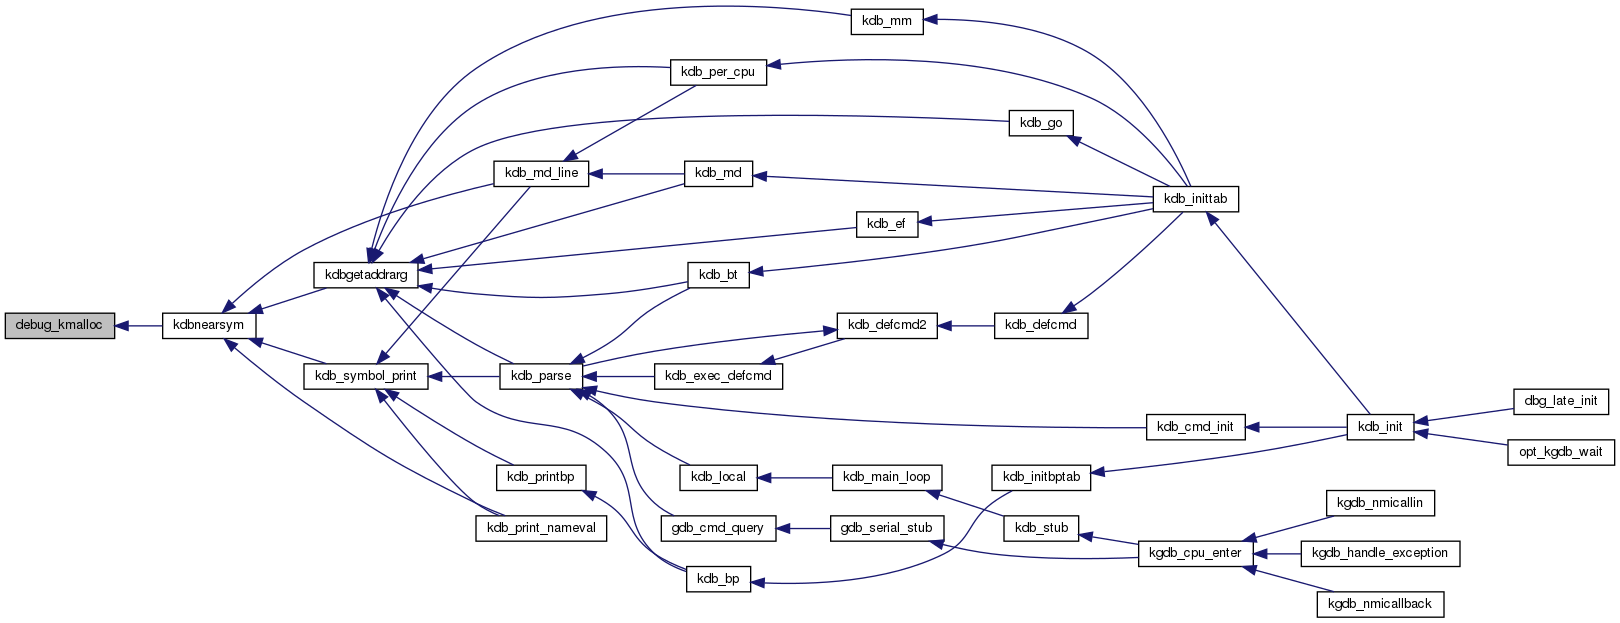 kdb_mm
kdb_per_cpu
kdb_go
kdb_md_line
kdb_md
kdb_inittab
kdb_ef
kdbgetaddrarg
kdb_bt
debug_kmalloc
kdbnearsym
kdb_defcmd2
kdb_defcmd
kdb_symbol_print
kdb_parse
kdb_exec_defcmd
dbg_late_init
kdb_cmd_init
kdb_init
opt_kgdb_wait
kdb_printbp
kdb_local
kdb_main_loop
kdb_initbptab
kgdb_nmicallin
kdb_print_nameval
gdb_cmd_query
gdb_serial_stub
kdb_stub
kgdb_cpu_enter
kgdb_handle_exception
kdb_bp
kgdb_nmicallback